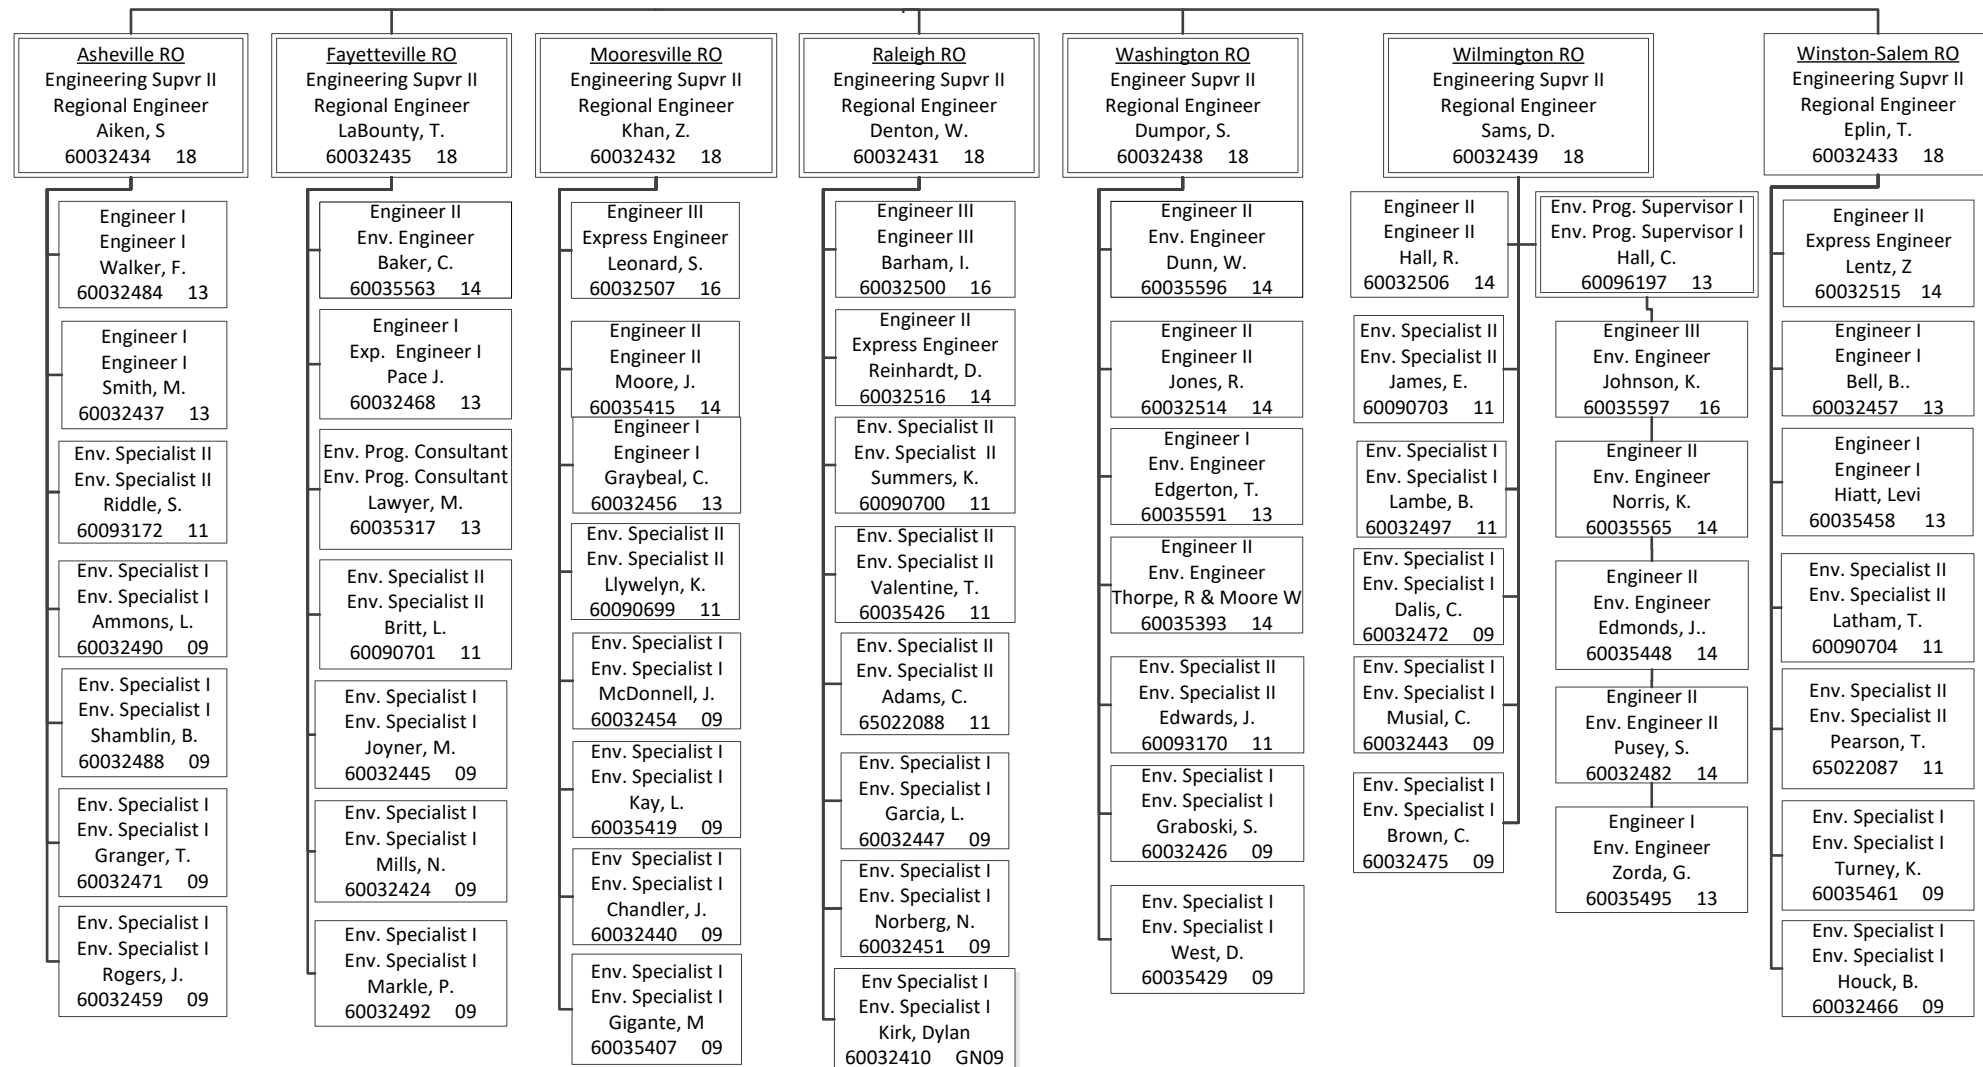 Asheville RO
Engineering Supvr II
Regional Engineer
Aiken, S
60032434 18
Engineer I
Engineer I
Walker, F.
60032484 13
Engineer I
Engineer I
Smith, M.
60032437 13
Env. Specialist II
Env. Specialist II
Riddle, S.
60093172 11
Env. Specialist I
Env. Specialist I
Ammons, L.
60032490 09
Env. Specialist I
Env. Specialist I
Shamblin, B.
60032488 09
Env. Specialist I
Env. Specialist I
Granger, T.
60032471 09
Env. Specialist I
Env. Specialist I
Rogers, J.
60032459 09
Fayetteville RO
Engineering Supvr II
Regional Engineer
LaBounty, T.
60032435 18
Engineer II
Env. Engineer
Baker, C.
60035563 14
Engineer I
Exp. Engineer I
Pace J.
60032468 13
Env. Prog. Consultant
Env. Prog. Consultant
Lawyer, M.
60035317 13
Env. Specialist II
Env. Specialist II
Britt, L.
60090701 11
Env. Specialist I
Env. Specialist I
Joyner, M.
60032445 09
Env. Specialist I
Env. Specialist I
Mills, N.
60032424 09
Env. Specialist I
Env. Specialist I
Markle, P.
60032492 09
Mooresville RO
Engineering Supvr II
Regional Engineer
Khan, Z.
60032432 18
Engineer III
Express Engineer
Leonard, S.
60032507 16
Engineer II
Engineer II
Moore, J.
60035415 14
Engineer I
Engineer I
Graybeal, C.
60032456 13
Env. Specialist II
Env. Specialist II
Llywelyn, K.
60090699 11
Env. Specialist I
Env. Specialist I
McDonnell, J.
60032454 09
Env. Specialist I
Env. Specialist I
Kay, L.
60035419 09
Env Specialist I
Env. Specialist I
Chandler, J.
60032440 09
Env. Specialist I
Env. Specialist I
Gigante, M
60035407 09
Raleigh RO
Engineering Supvr II
Regional Engineer
Denton, W.
60032431 18
Engineer III
Engineer III
Barham, I.
60032500 16
Engineer II
Express Engineer
Reinhardt, D.
60032516 14
Env. Specialist II
Env. Specialist II
Summers, K.
60090700 11
Env. Specialist II
Env. Specialist II
Valentine, T.
60035426 11
Env. Specialist II
Env. Specialist II
Adams, C.
65022088 11
Env. Specialist I
Env. Specialist I
Garcia, L.
60032447 09
Env. Specialist I
Env. Specialist I
Norberg, N.
60032451 09
Env Specialist I
Env. Specialist I
Kirk, Dylan
60032410 GN09
Washington RO
Engineer Supvr II
Regional Engineer
Dumpor, S.
60032438 18
Engineer II
Env. Engineer
Dunn, W.
60035596 14
Engineer II
Engineer II
Jones, R.
60032514 14
Engineer I
Env. Engineer
Edgerton, T.
60035591 13
Engineer II
Env. Engineer
Thorpe, R & Moore W
60035393 14
Env. Specialist II
Env. Specialist II
Edwards, J.
60093170 11
Env. Specialist I
Env. Specialist I
Graboski, S.
60032426 09
Env. Specialist I
Env. Specialist I
West, D.
60035429 09
Wilmington RO
Engineering Supvr II
Regional Engineer
Sams, D.
60032439 18
Engineer II
Engineer II
Hall, R.
60032506 14
Env. Specialist II
Env. Specialist II
James, E.
60090703 11
Env. Specialist I
Env. Specialist I
Lambe, B.
60032497 11
Env. Specialist I
Env. Specialist I
Dalis, C.
60032472 09
Env. Specialist I
Env. Specialist I
Musial, C.
60032443 09
Env. Specialist I
Env. Specialist I
Brown, C.
60032475 09
Env. Prog. Supervisor I
Env. Prog. Supervisor I
Hall, C.
60096197 13
Engineer III
Env. Engineer
Johnson, K.
60035597 16
Engineer II
Env. Engineer
Norris, K.
60035565 14
Engineer II
Env. Engineer
Edmonds, J..
60035448 14
Engineer II
Env. Engineer II
Pusey, S.
60032482 14
Engineer I
Env. Engineer
Zorda, G.
60035495 13
Winston-Salem RO
Engineering Supvr II
Regional Engineer
Eplin, T.
60032433 18
Engineer II
Express Engineer
Lentz, Z
60032515 14
Engineer I
Engineer I
Bell, B..
60032457 13
Engineer I
Engineer I
Hiatt, Levi
60035458 13
Env. Specialist II
Env. Specialist II
Latham, T.
60090704 11
Env. Specialist II
Env. Specialist II
Pearson, T.
65022087 11
Env. Specialist I
Env. Specialist I
Turney, K.
60035461 09
Env. Specialist I
Env. Specialist I
Houck, B.
60032466 09